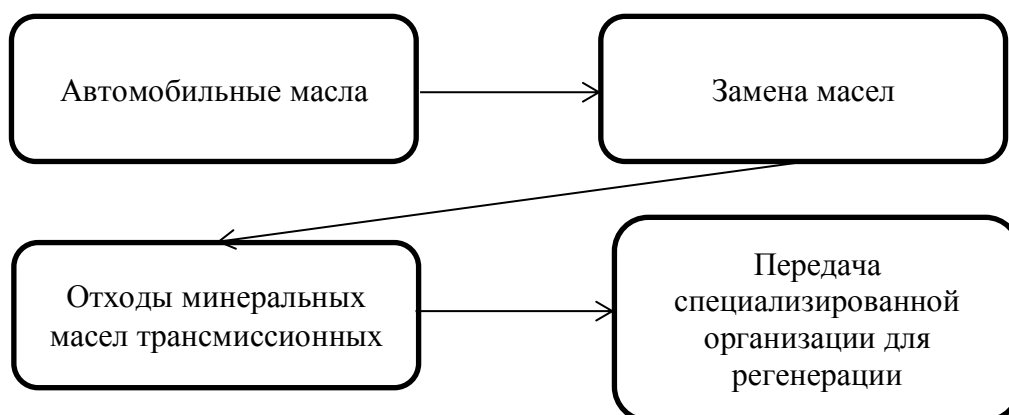 Автомобильные масла
Замена масел
Отходы минеральных
масел трансмиссионных
Передача
специализированной
организации для
регенерации